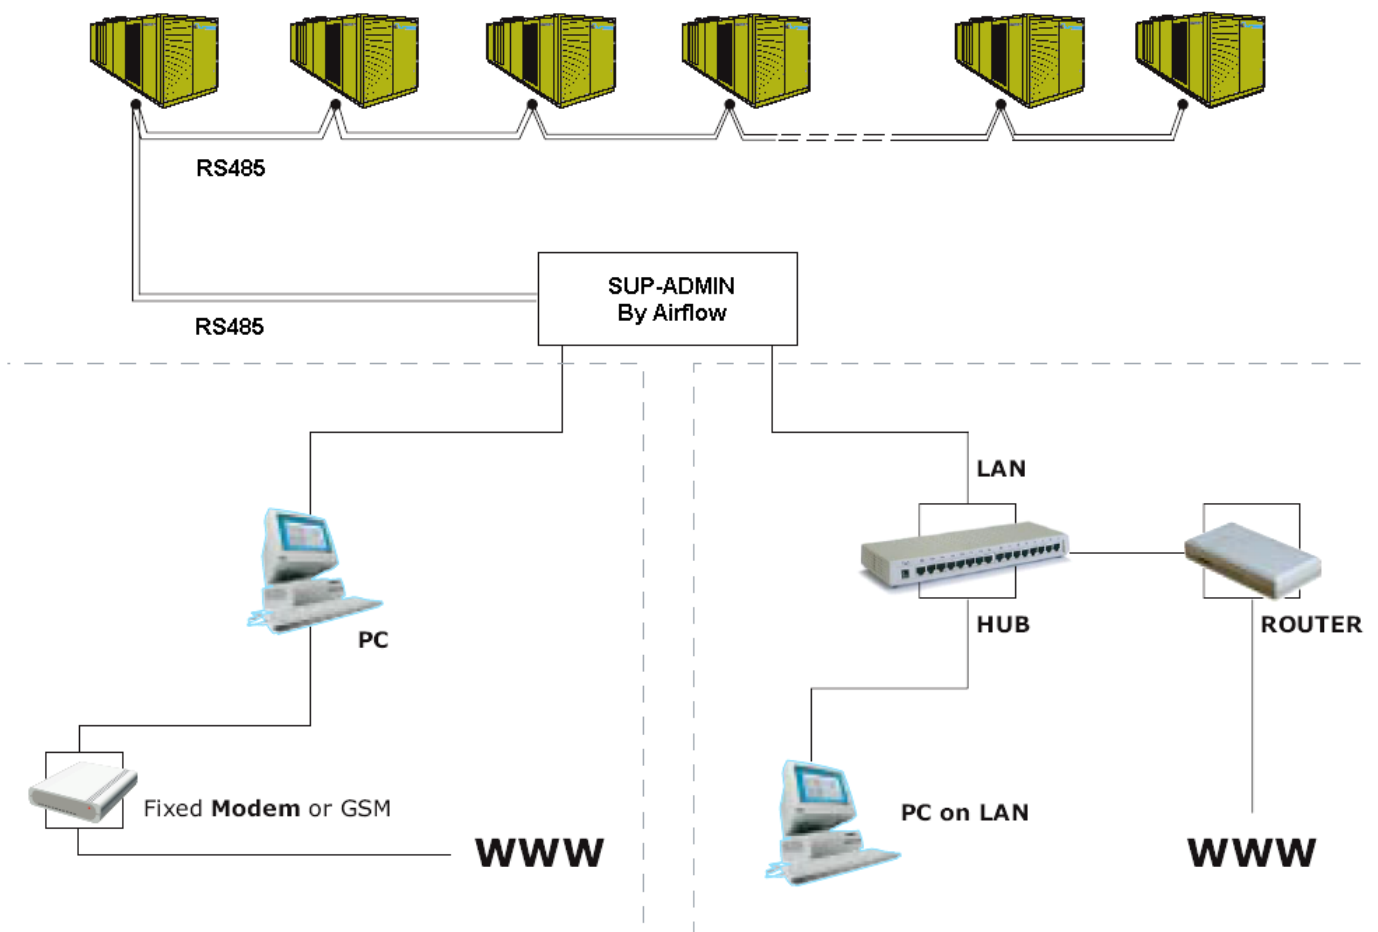 RS485
SUP-ADMIN
By Airflow
RS485
LAN
HUB
ROUTER
PC
Fixed Modem or GSM
PC on LAN
WWW
WWW